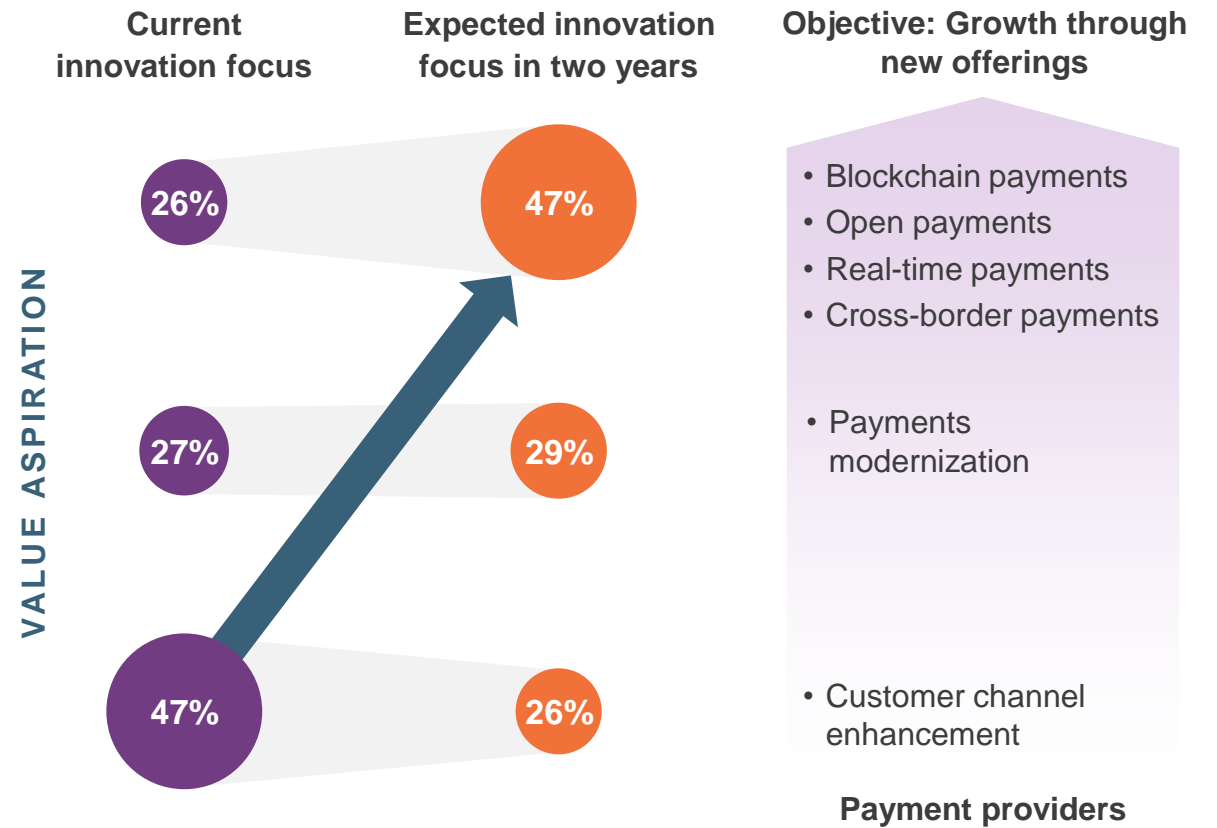 Current
innovation focus
Expected innovation
focus in two years
Objective: Growth through
new offerings
VALUE ASPIRATION
26%
47%
• Blockchain payments
• Open payments
• Real-time payments
• Cross-border payments
27%
29%
• Payments
modernization
47%
26%
• Customer channel
enhancement
Payment providers